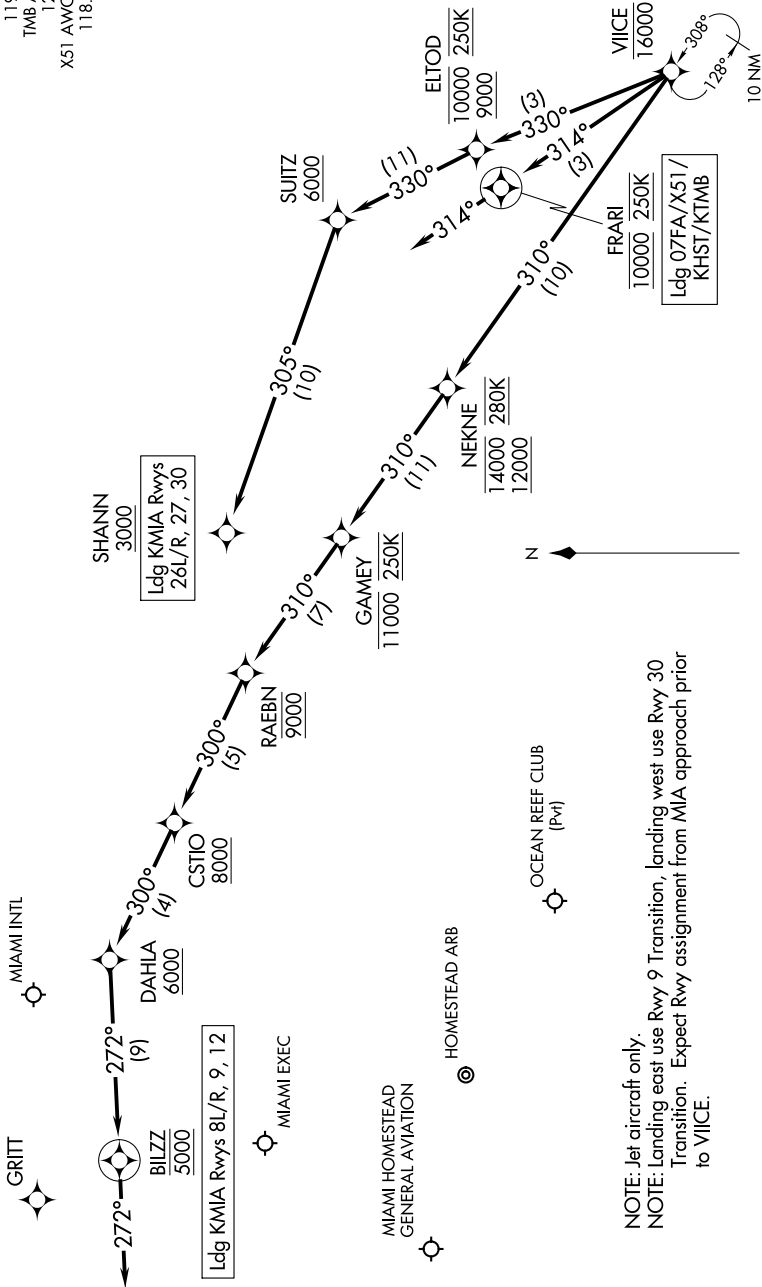 119
TMB A
12
X51 AWO
118.
GRITT
MIAMI INTL
272°
BILZZ
5000
Ldg KMIA Rwys 8L/R, 9, 12
272°
(9)
DAHLA
6000
300°
(4)
CSTIO
8000
300°
(5)
RAEBN
9000
310°
(7)
GAMEY
11000 250K
310°
(11)
NEKNE
14000 280K
12000
310°
(10)
SHANN
3000
Ldg KMIA Rwys
26L/R, 27, 30
305°
(10)
SUITZ
6000
(11)
330°
ELTOD
10000 250K
9000
(3)
330°
314°
(3)
314°
FRARI
10000 250K
Ldg 07FA/X51/
KHST/KTMB
VIICE
16000
308°
128°
10 NM
N
MIAMI EXEC
MIAMI HOMESTEAD
GENERAL AVIATION
HOMESTEAD ARB
OCEAN REEF CLUB
(Pvt)
NOTE: Jet aircraft only.
NOTE: Landing east use Rwy 9 Transition, landing west use Rwy 30
Transition. Expect Rwy assignment from MIA approach prior
to VIICE.